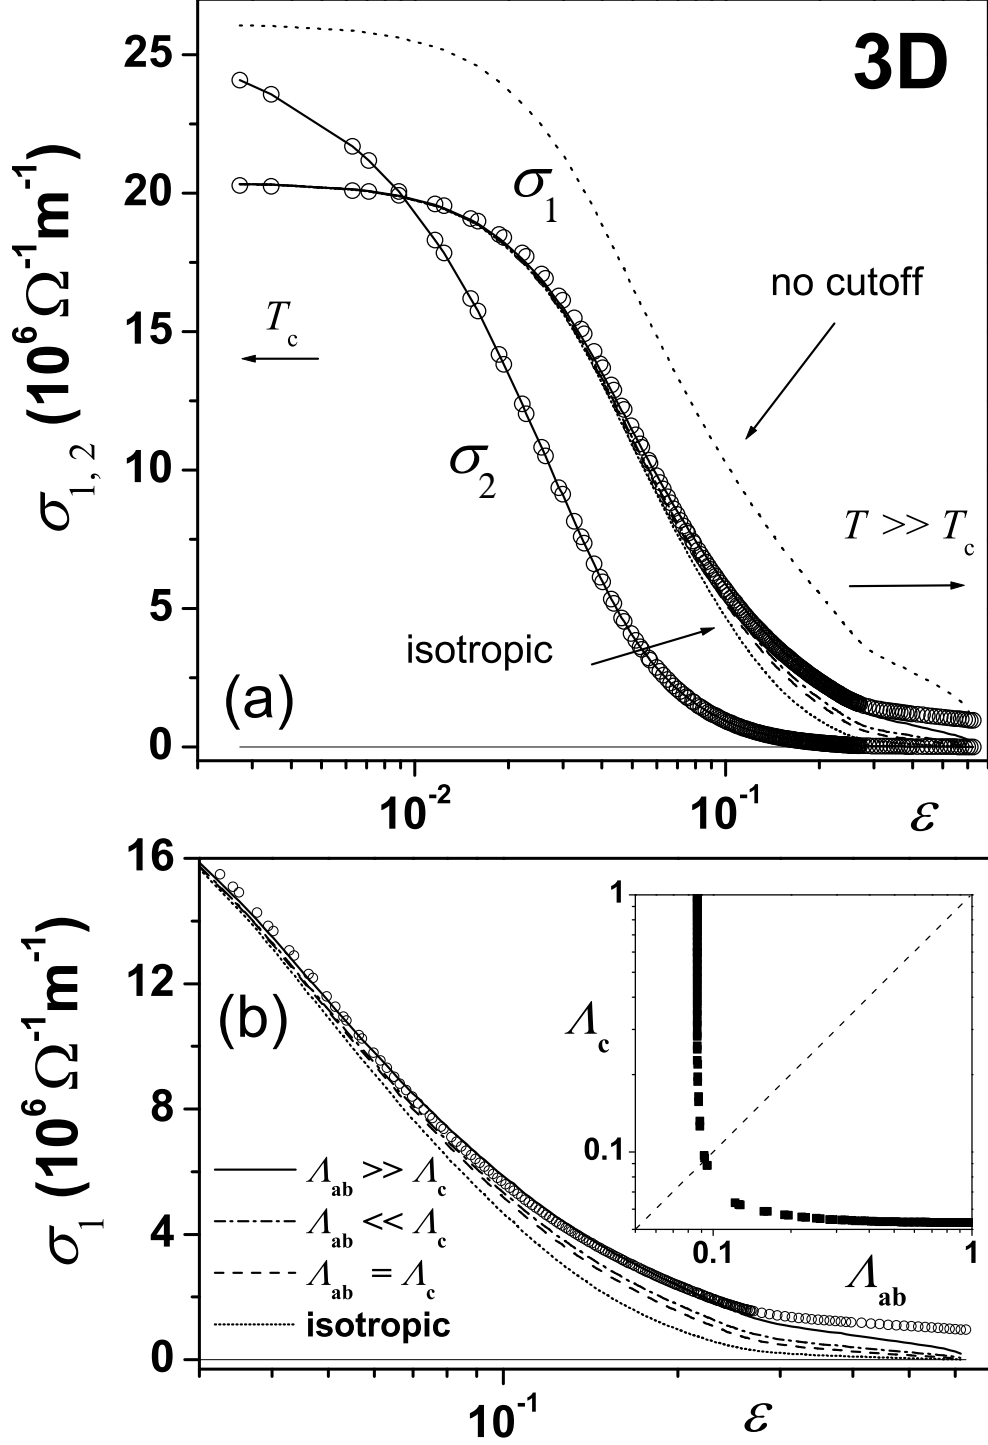 3D
25
20
15
10
5
0
σ1, 2 (10^6 Ω^-1 m^-1)
σ1
no cutoff
Tc
σ2
T >> Tc
isotropic
(a)
10^-2
10^-1
ε
16
12
8
4
0
σ1 (10^6 Ω^-1 m^-1)
(b)
1
Λc
0.1
0.1
1
Λab
Λab >> Λc
Λab << Λc
Λab = Λc
isotropic
10^-1
ε